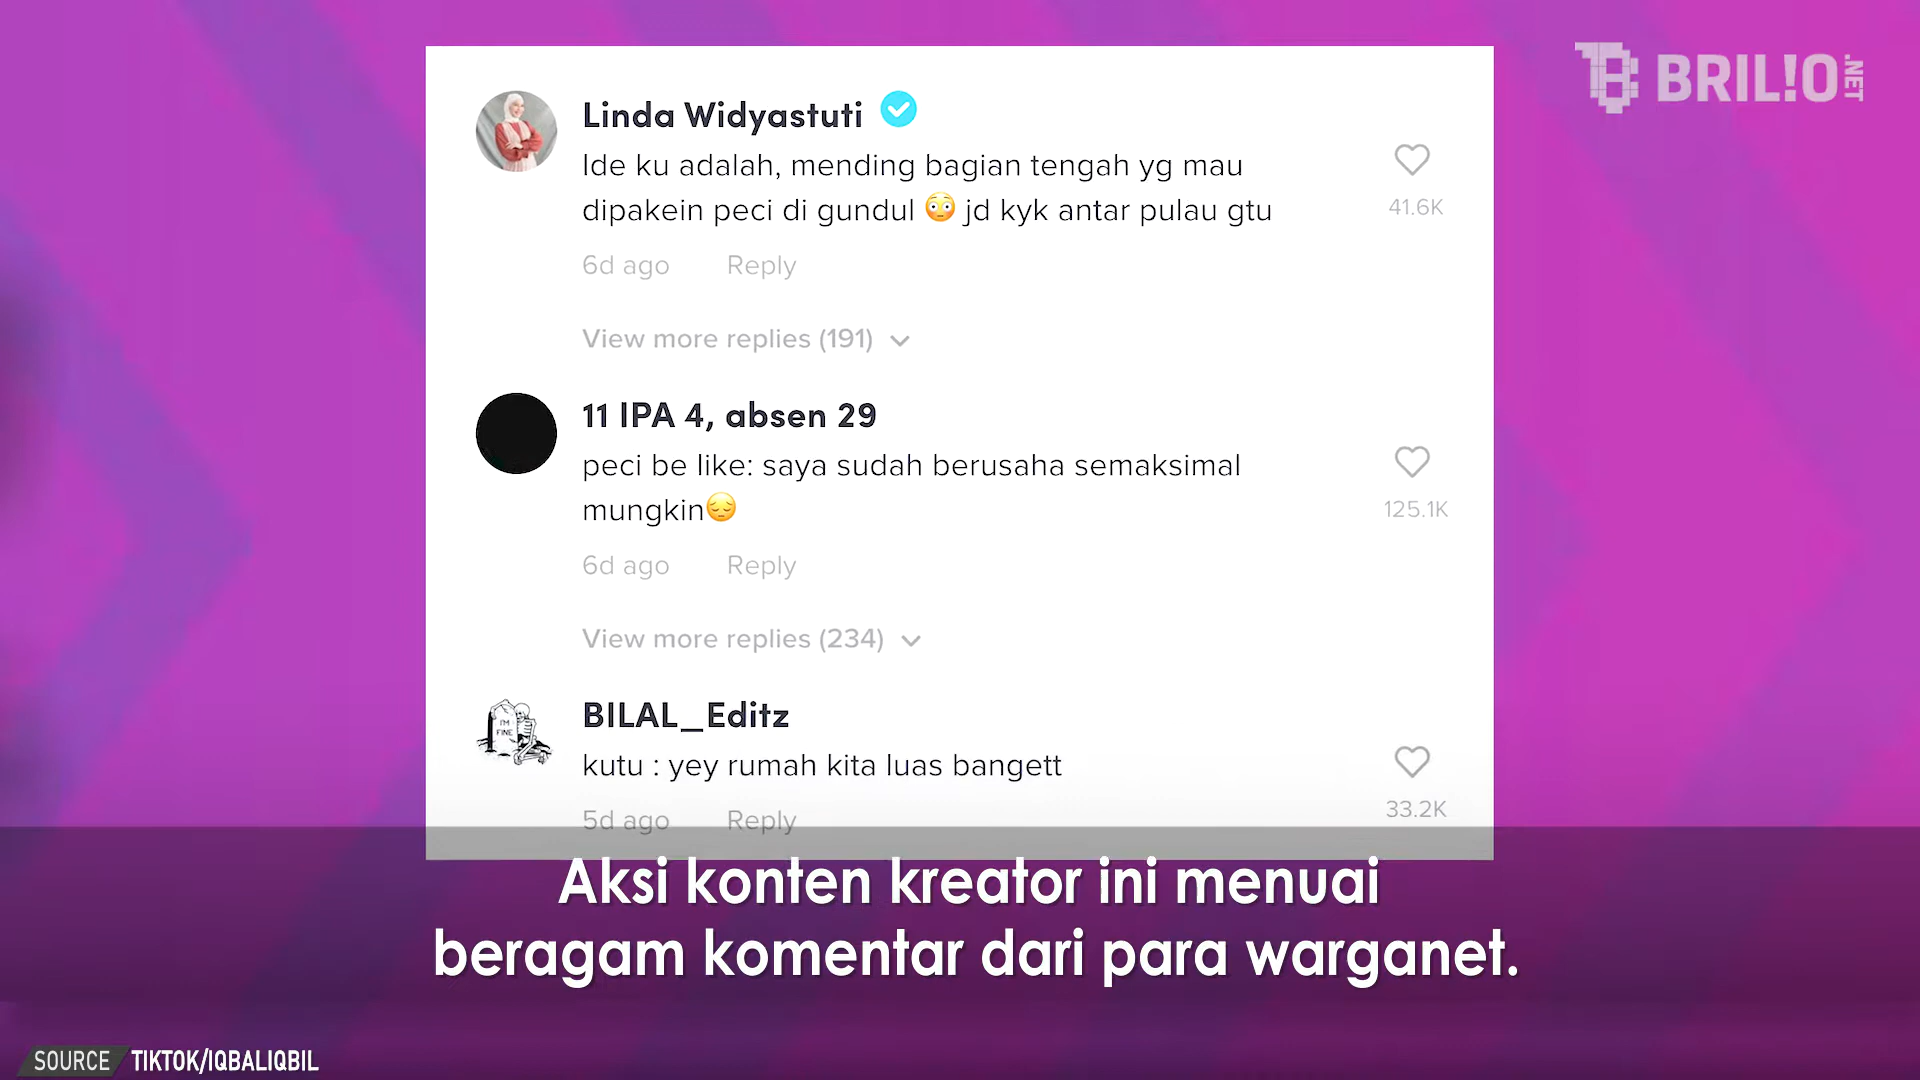 BRIL!O.NET
Linda Widyastuti
Ide ku adalah, mending bagian tengah yg mau
dipakein peci di gundul 😳 jd kyk antar pulau gtu
41.6K
6d ago Reply
View more replies (191)
11 IPA 4, absen 29
peci be like: saya sudah berusaha semaksimal
mungkin😔
125.1K
6d ago Reply
View more replies (234)
I'M
FINE
BILAL_Editz
kutu : yey rumah kita luas bangett
33.2K
5d ago Reply
Aksi konten kreator ini menuai
beragam komentar dari para warganet.
SOURCE TIKTOK/IQBALIQBIL